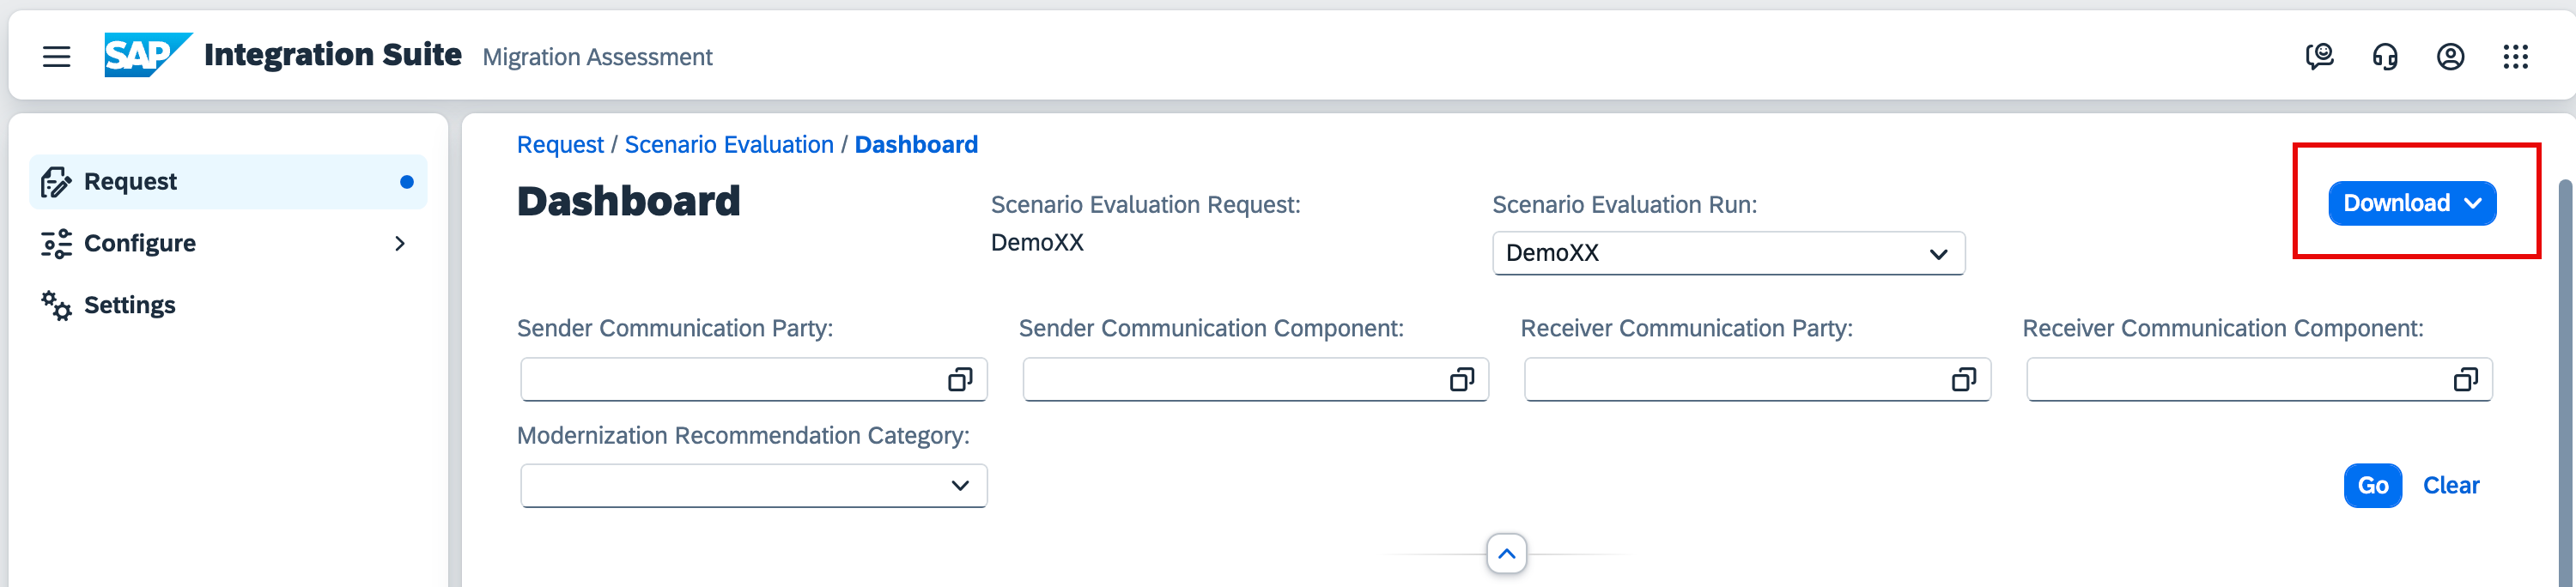 SAP Integration Suite Migration Assessment
Request
Configure
Settings
Request / Scenario Evaluation / Dashboard
Dashboard
Scenario Evaluation Request:
DemoXX
Scenario Evaluation Run:
DemoXX
Download
Sender Communication Party:
Sender Communication Component:
Receiver Communication Party:
Receiver Communication Component:
Modernization Recommendation Category:
Go
Clear